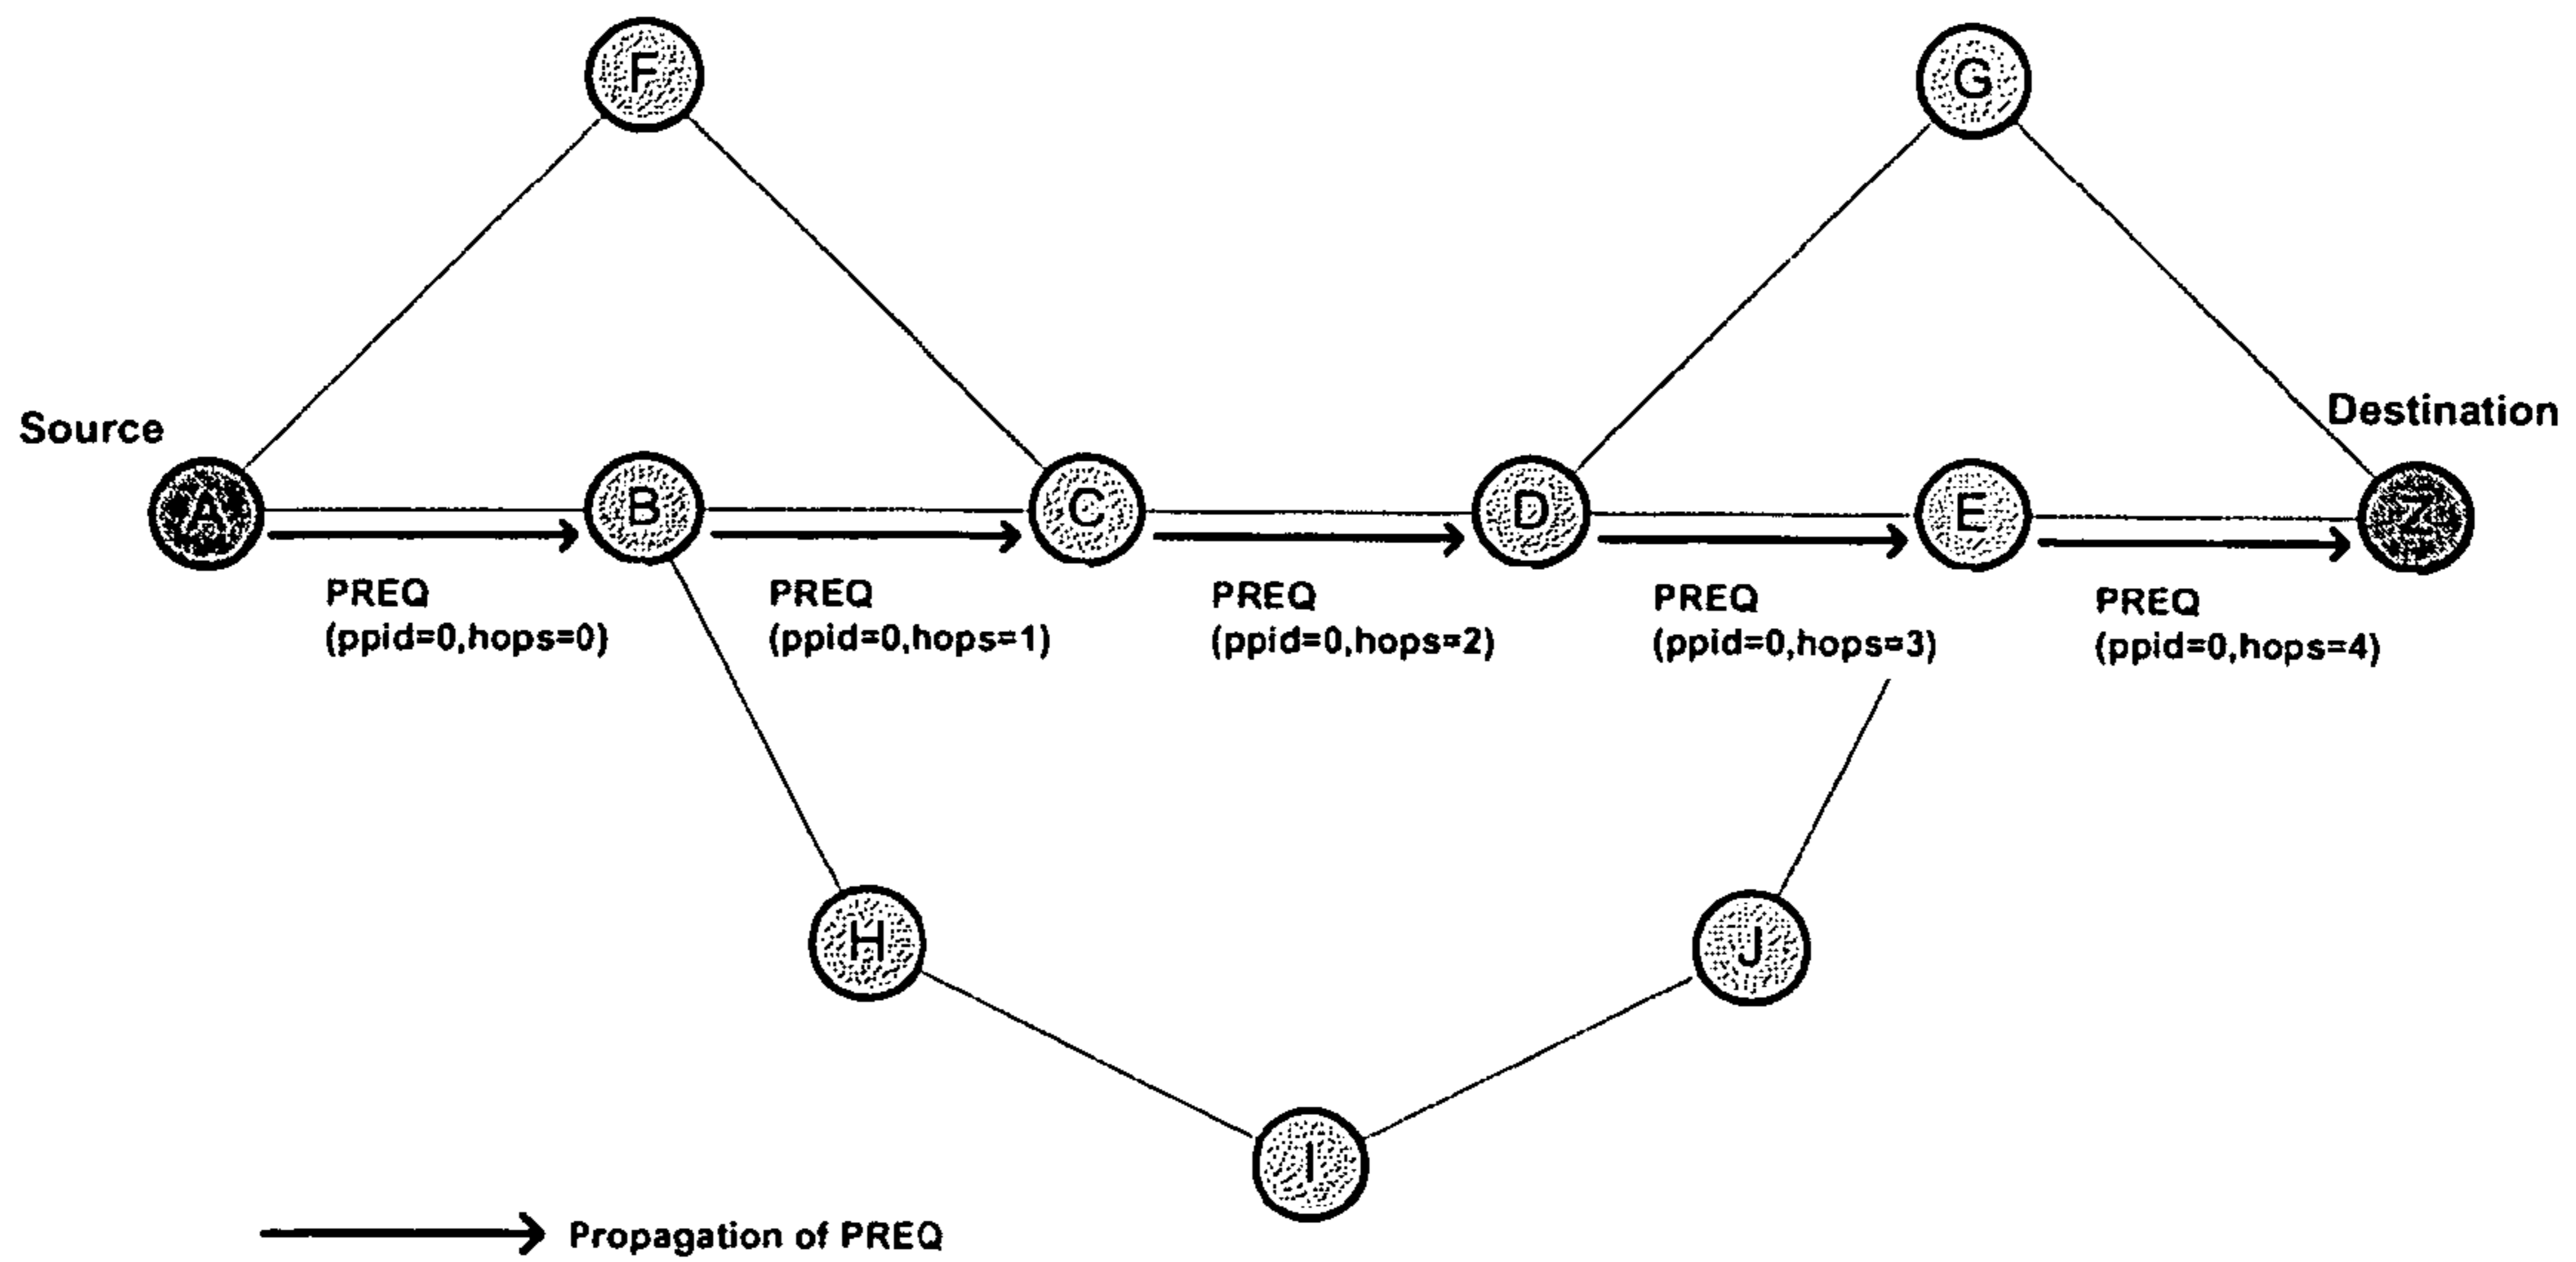 F
G
Source
Destination
A
B
C
D
E
Z
PREQ
(ppid=0,hops=0)
PREQ
(ppid=0,hops=1)
PREQ
(ppid=0,hops=2)
PREQ
(ppid=0,hops=3)
PREQ
(ppid=0,hops=4)
H
J
I
Propagation of PREQ